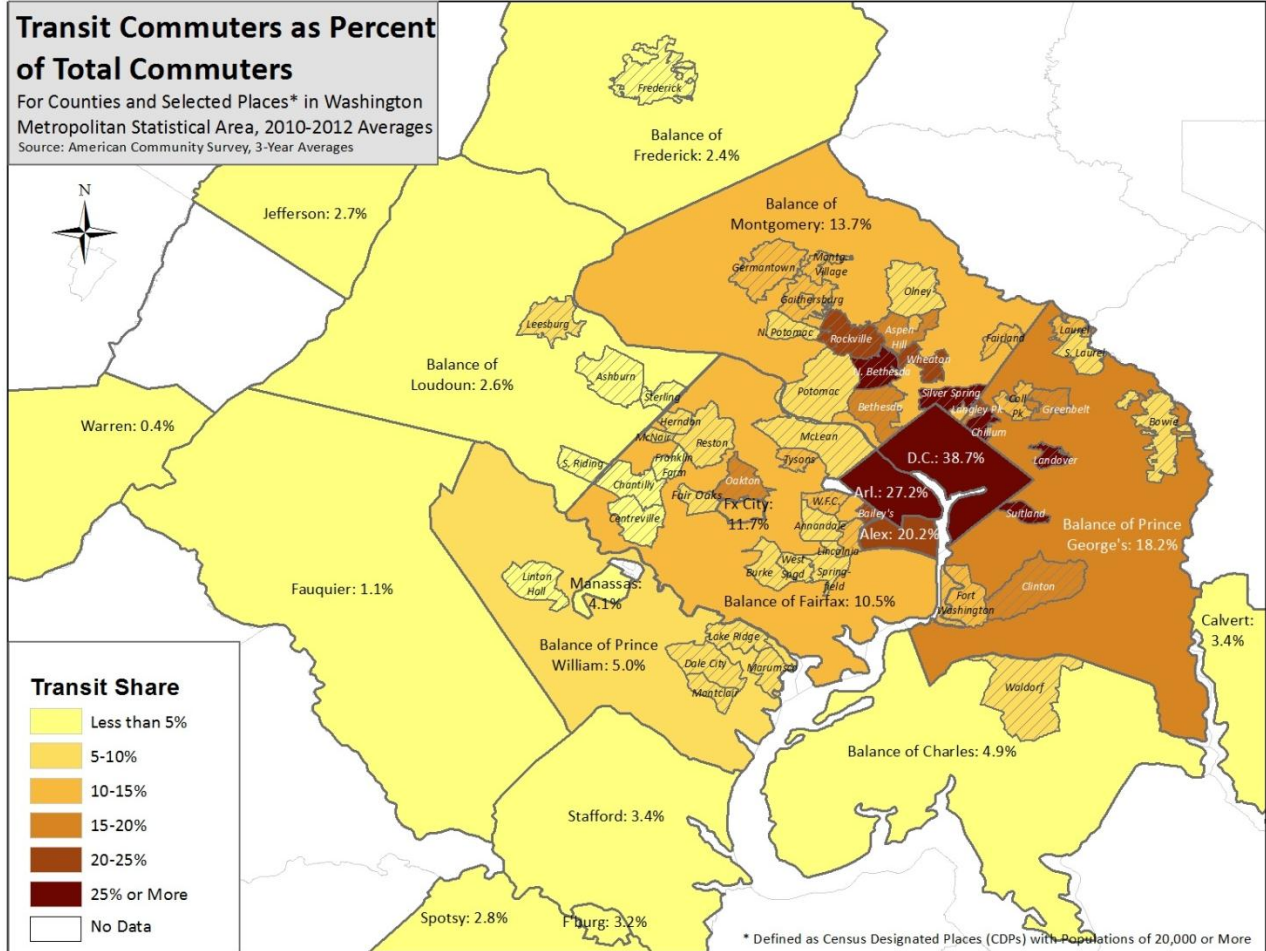 Transit Commuters as Percent
of Total Commuters
For Counties and Selected Places* in Washington
Metropolitan Statistical Area, 2010-2012 Averages
Source: American Community Survey, 3-Year Averages
N
Frederick
Balance of
Frederick: 2.4%
Jefferson: 2.7%
Balance of
Montgomery: 13.7%
Germantown
Montg.
Village
Gaithersburg
Olney
Leesburg
N. Potomac
Rockville
Aspen
Hill
Fairland
Laurel
S. Laurel
Balance of
Loudoun: 2.6%
Ashburn
Sterling
Potomac
N. Bethesda
Wheaton
Bethesda
Silver Spring
Langley Pk
Coll
Pk
Greenbelt
Chillum
Bowie
Warren: 0.4%
Herndon
McNair
Reston
McLean
Tysons
Franklin
Farm
S. Riding
Chantilly
Oakton
Fair Oaks
Fx City:
11.7%
Centreville
D.C.: 38.7%
Landover
Arl.: 27.2%
W.F.C.
Bailey's
Annandale
Alex: 20.2%
Suitland
Balance of Prince
George's: 18.2%
Lincolnia
Burke
West
Spgd
Spring-
field
Linton
Hall
Manassas:
4.1%
Fauquier: 1.1%
Balance of Fairfax: 10.5%
Fort
Washington
Clinton
Calvert:
3.4%
Balance of Prince
William: 5.0%
Lake Ridge
Dale City
Marumsco
Montclair
Waldorf
Balance of Charles: 4.9%
Stafford: 3.4%
Spotsy: 2.8%
F'burg: 3.2%
Transit Share
Less than 5%
5-10%
10-15%
15-20%
20-25%
25% or More
No Data
* Defined as Census Designated Places (CDPs) with Populations of 20,000 or More